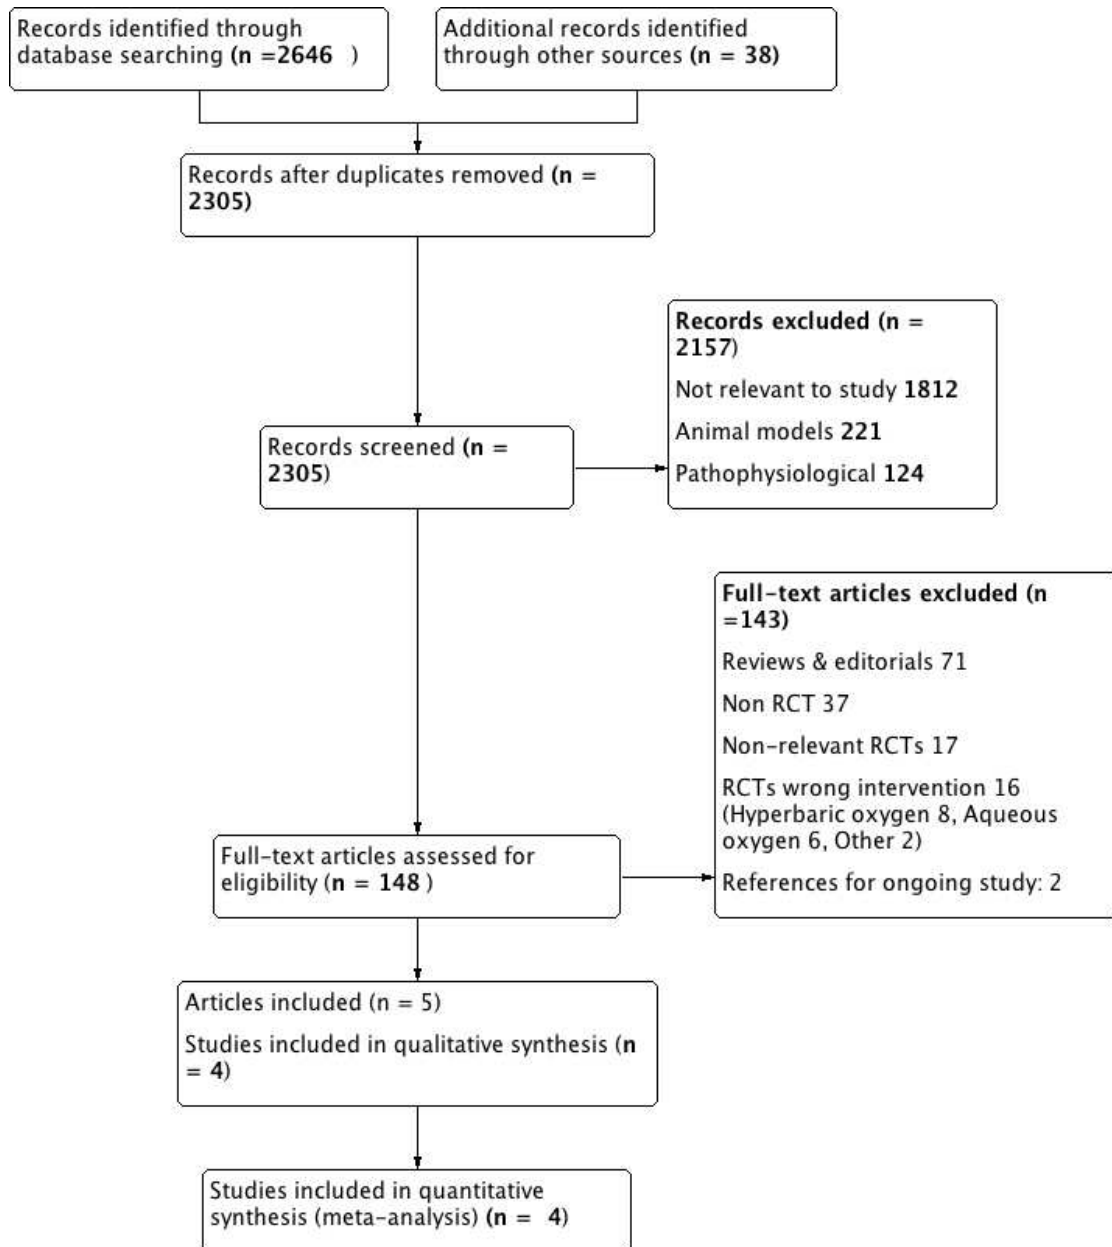 Records identified through
database searching (n =2646 )
Additional records identified
through other sources (n = 38)
Records after duplicates removed (n =
2305)
Records excluded (n =
2157)
Not relevant to study 1812
Animal models 221
Pathophysiological 124
Records screened (n =
2305)
Full-text articles excluded (n
=143)
Reviews & editorials 71
Non RCT 37
Non-relevant RCTs 17
RCTs wrong intervention 16
(Hyperbaric oxygen 8, Aqueous
oxygen 6, Other 2)
References for ongoing study: 2
Full-text articles assessed for
eligibility (n = 148 )
Articles included (n = 5)
Studies included in qualitative synthesis (n
= 4)
Studies included in quantitative
synthesis (meta-analysis) (n = 4)